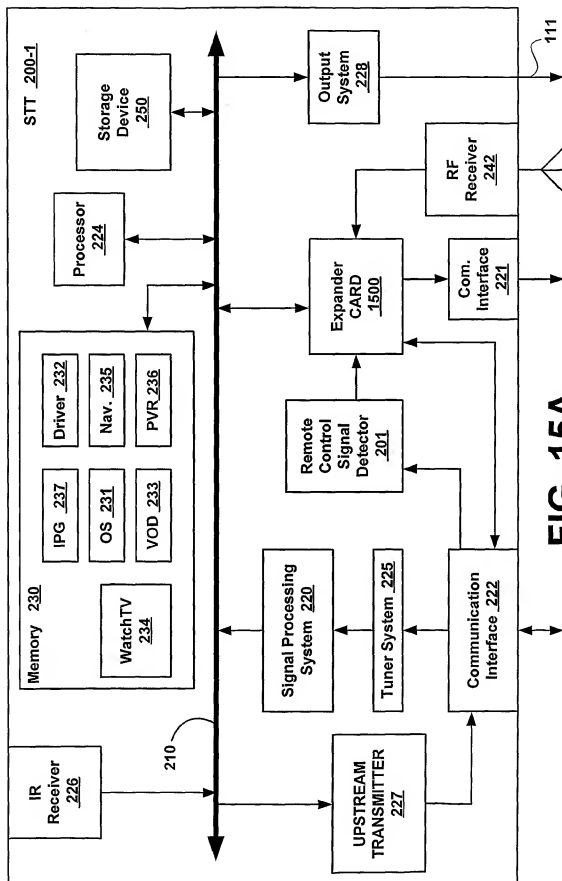 STT 200-1
IR
Receiver
226
Memory 230
IPG 237
Driver 232
OS 231
Nav. 235
WatchTV
234
VOD 233
PVR 236
Processor
224
Storage
Device
250
210
UPSTREAM
TRANSMITTER
227
Signal Processing
System 220
Tuner System 225
Communication
Interface 222
Remote
Control
Signal
Detector
201
Expander
CARD
1500
Com.
Interface
221
RF
Receiver
242
Output
System
228
111
FIG. 15A